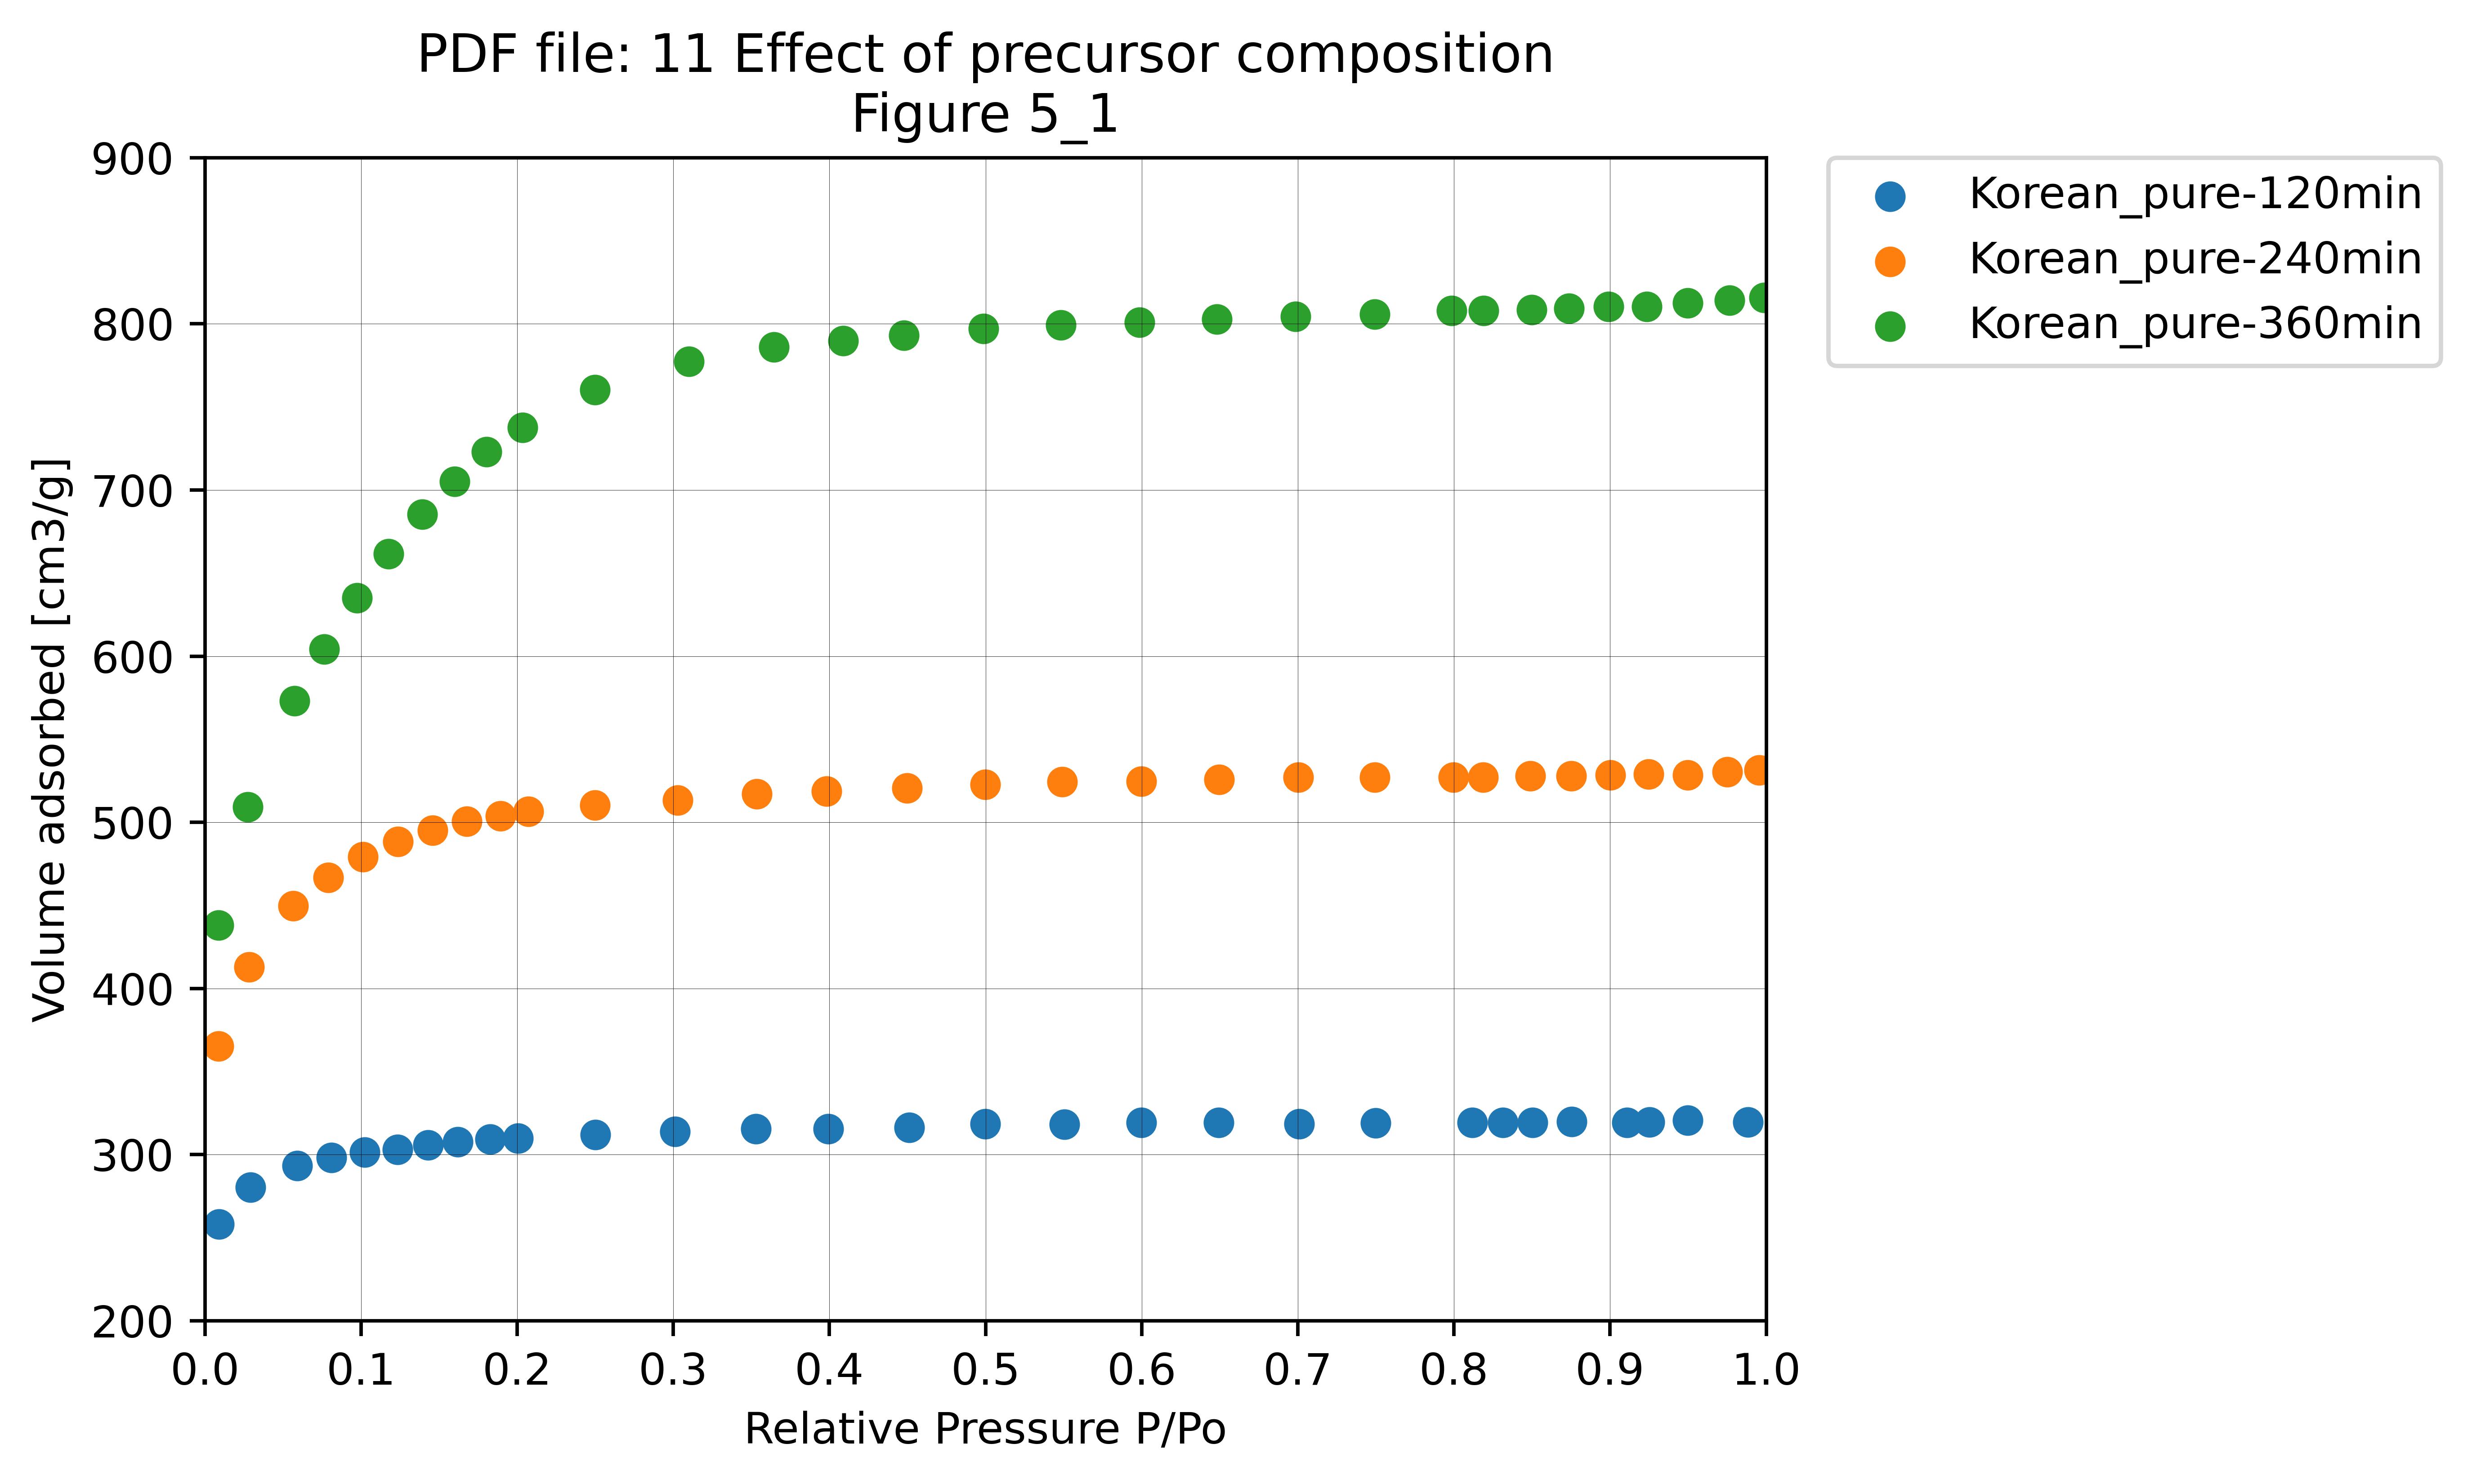 PDF file: 11 Effect of precursor composition
Figure 5_1
900
800
700
600
500
400
300
200
Volume adsorbed [cm3/g]
0.0 0.1 0.2 0.3 0.4 0.5 0.6 0.7 0.8 0.9 1.0
Relative Pressure P/Po
Korean_pure-120min
Korean_pure-240min
Korean_pure-360min